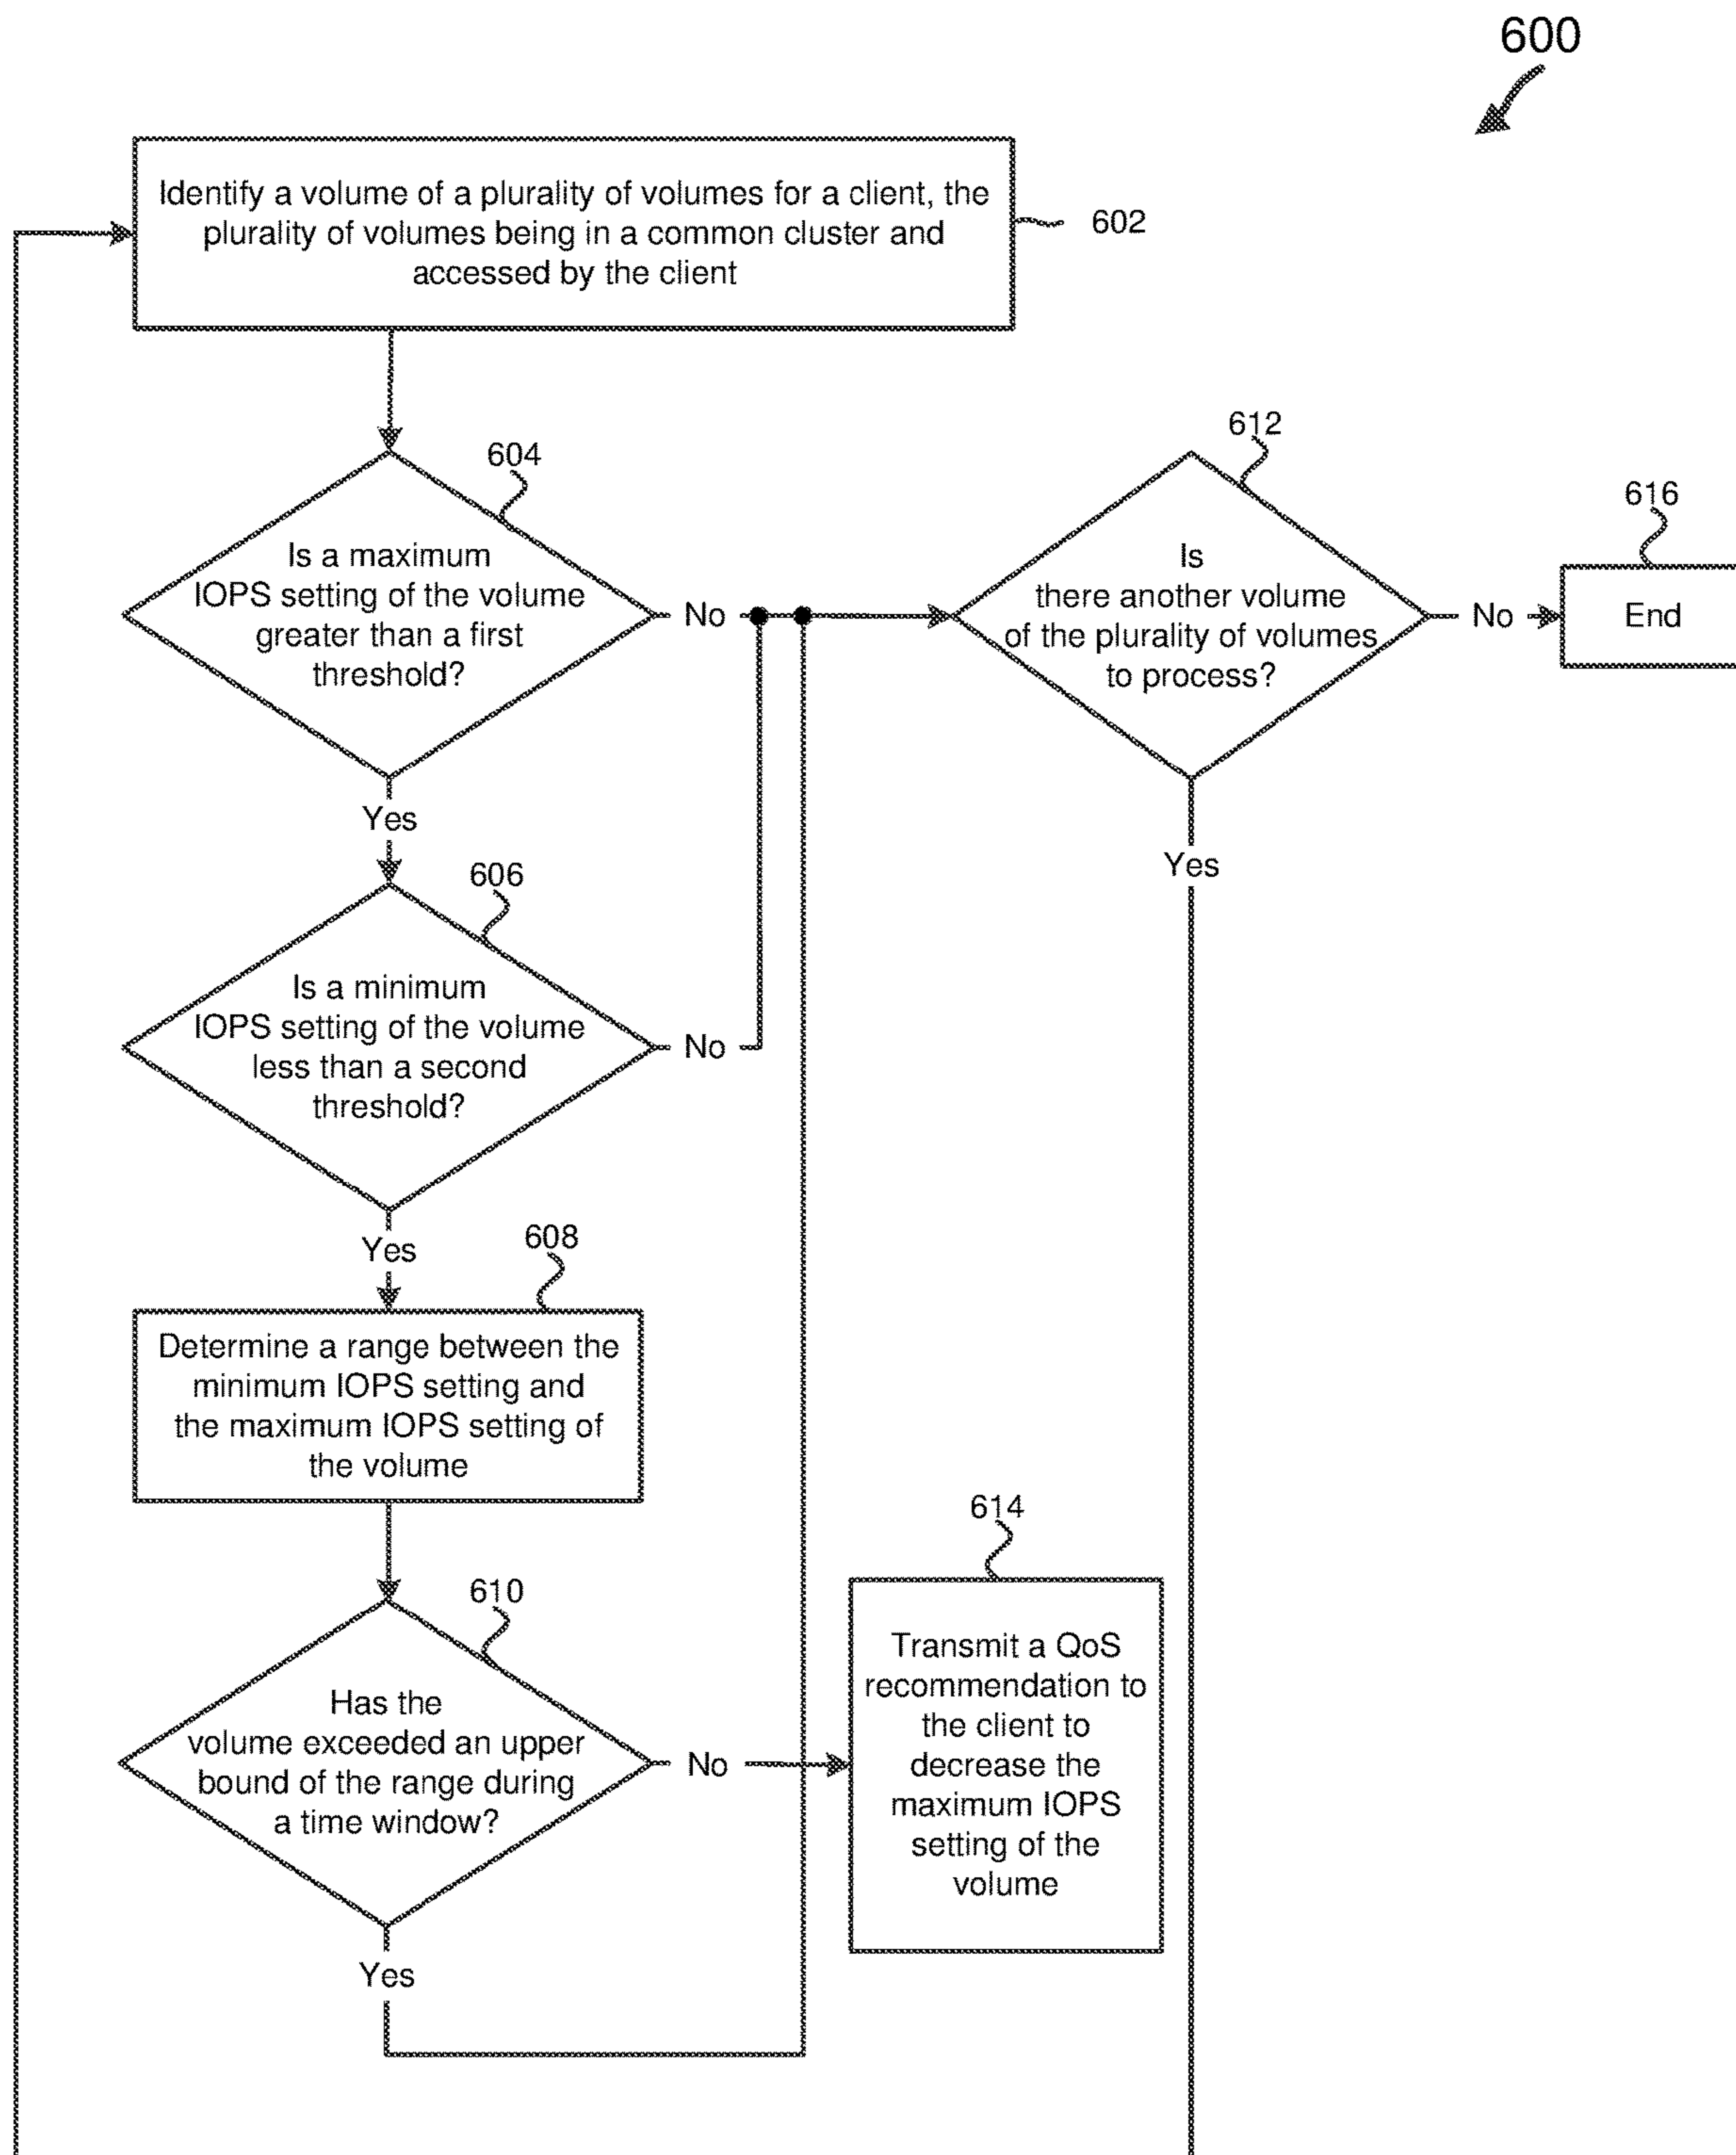 600
Identify a volume of a plurality of volumes for a client, the
plurality of volumes being in a common cluster and
accessed by the client
602
604
Is a maximum
IOPS setting of the volume
greater than a first
threshold?
No
Yes
612
Is
there another volume
of the plurality of volumes
to process?
No
Yes
616
End
606
Is a minimum
IOPS setting of the volume
less than a second
threshold?
No
Yes
608
Determine a range between the
minimum IOPS setting and
the maximum IOPS setting of
the volume
610
Has the
volume exceeded an upper
bound of the range during
a time window?
No
Yes
614
Transmit a QoS
recommendation to
the client to
decrease the
maximum IOPS
setting of the
volume